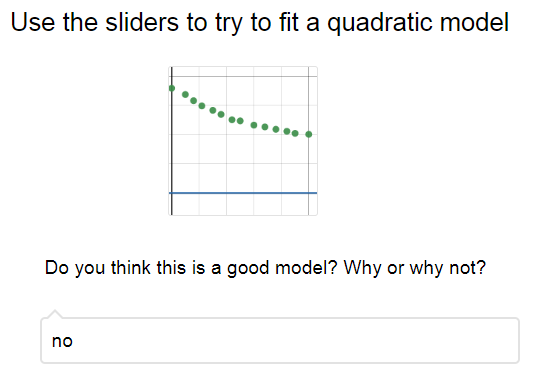 Use the sliders to try to fit a quadratic model
Do you think this is a good model? Why or why not?
no